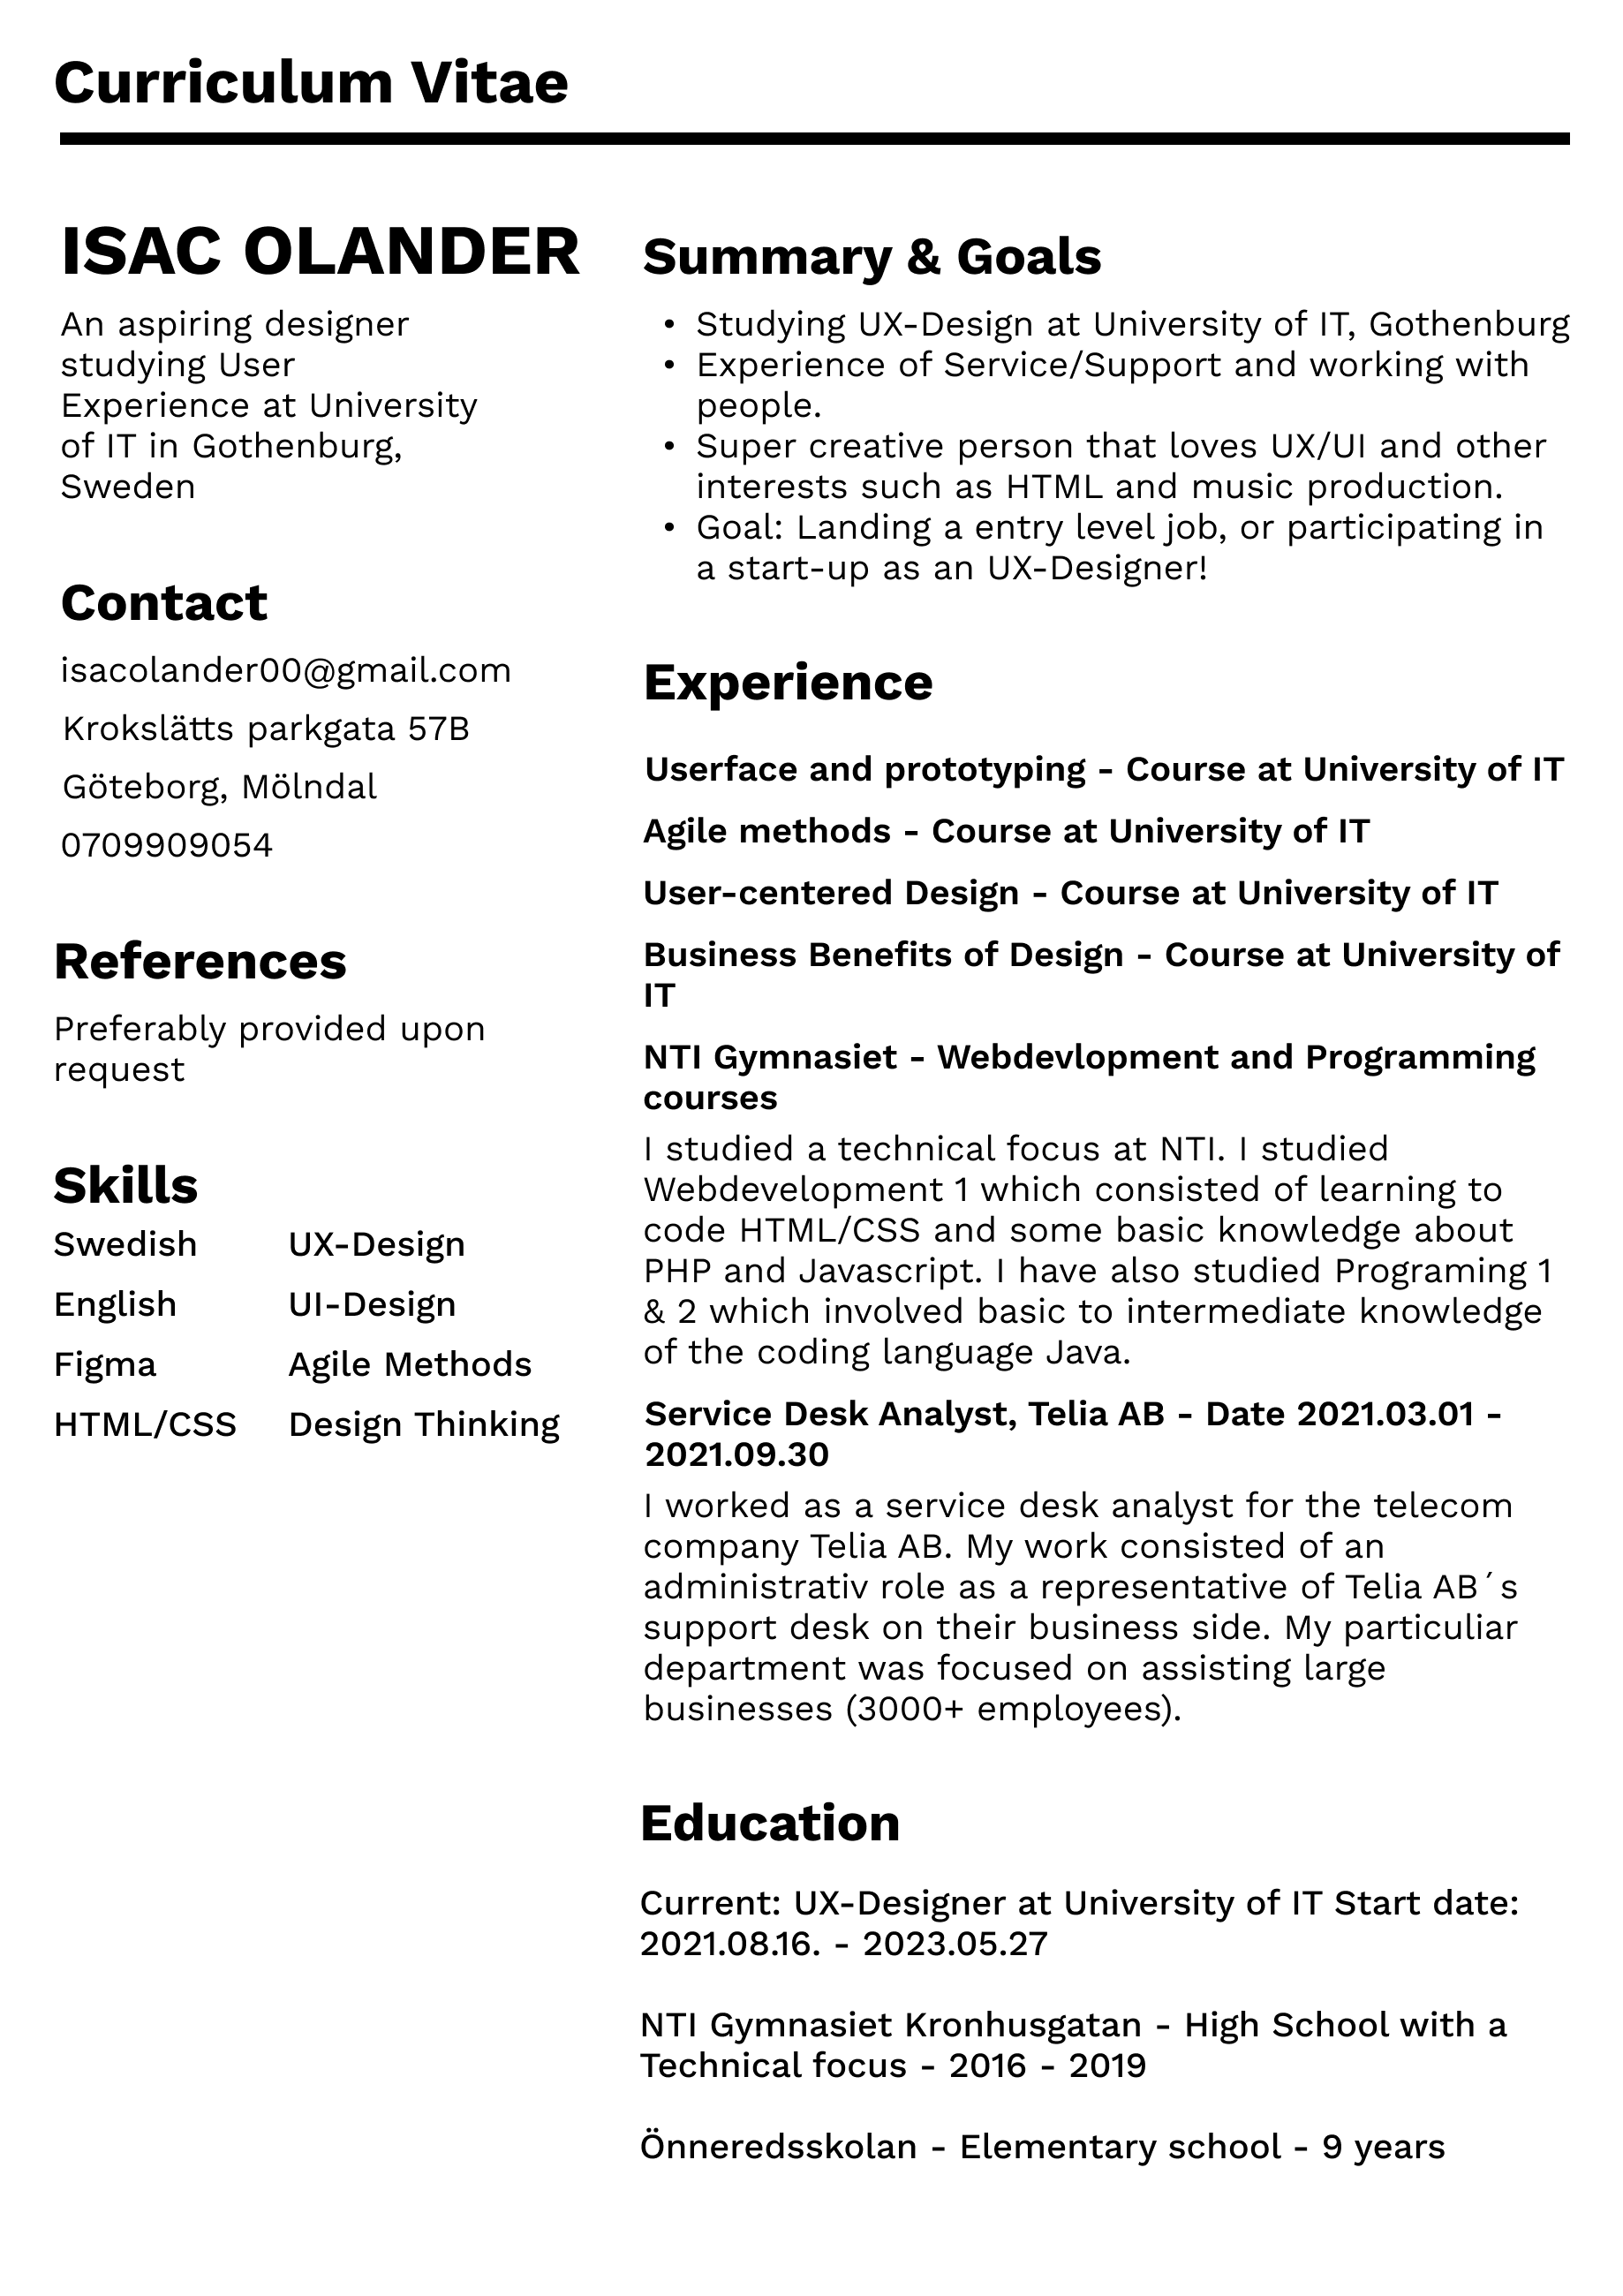 Curriculum Vitae
ISAC OLANDER
An aspiring designer
studying User
Experience at University
of IT in Gothenburg,
Sweden
Contact
isacolander00@gmail.com
Krokslätts parkgata 57B
Göteborg, Mölndal
0709909054
References
Preferably provided upon
request
Skills
Swedish UX-Design
English UI-Design
Figma Agile Methods
HTML/CSS Design Thinking
Summary & Goals
• Studying UX-Design at University of IT, Gothenburg
• Experience of Service/Support and working with
people.
• Super creative person that loves UX/UI and other
interests such as HTML and music production.
• Goal: Landing a entry level job, or participating in
a start-up as an UX-Designer!
Experience
Userface and prototyping - Course at University of IT
Agile methods - Course at University of IT
User-centered Design - Course at University of IT
Business Benefits of Design - Course at University of
IT
NTI Gymnasiet - Webdevlopment and Programming
courses
I studied a technical focus at NTI. I studied
Webdevelopment 1 which consisted of learning to
code HTML/CSS and some basic knowledge about
PHP and Javascript. I have also studied Programing 1
& 2 which involved basic to intermediate knowledge
of the coding language Java.
Service Desk Analyst, Telia AB - Date 2021.03.01 -
2021.09.30
I worked as a service desk analyst for the telecom
company Telia AB. My work consisted of an
administrativ role as a representative of Telia AB´s
support desk on their business side. My particuliar
department was focused on assisting large
businesses (3000+ employees).
Education
Current: UX-Designer at University of IT Start date:
2021.08.16. - 2023.05.27
NTI Gymnasiet Kronhusgatan - High School with a
Technical focus - 2016 - 2019
Önneredsskolan - Elementary school - 9 years